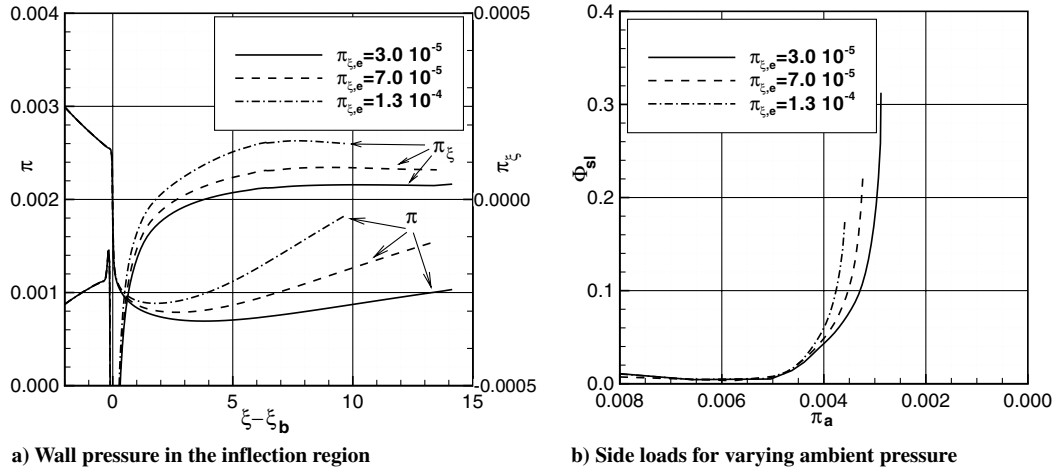 0.004
0.003
0.002
0.001
0.000
π
0.0005
0.0000
-0.0005
π_ξ
π_ξ,e=3.0 10⁻⁵
π_ξ,e=7.0 10⁻⁵
π_ξ,e=1.3 10⁻⁴
π_ξ
π
0 5 10 15
ξ−ξ_b
a) Wall pressure in the inflection region
0.4
0.3
0.2
0.1
0.0
Φ_sl
π_ξ,e=3.0 10⁻⁵
π_ξ,e=7.0 10⁻⁵
π_ξ,e=1.3 10⁻⁴
0.008 0.006 0.004 0.002 0.000
π_a
b) Side loads for varying ambient pressure